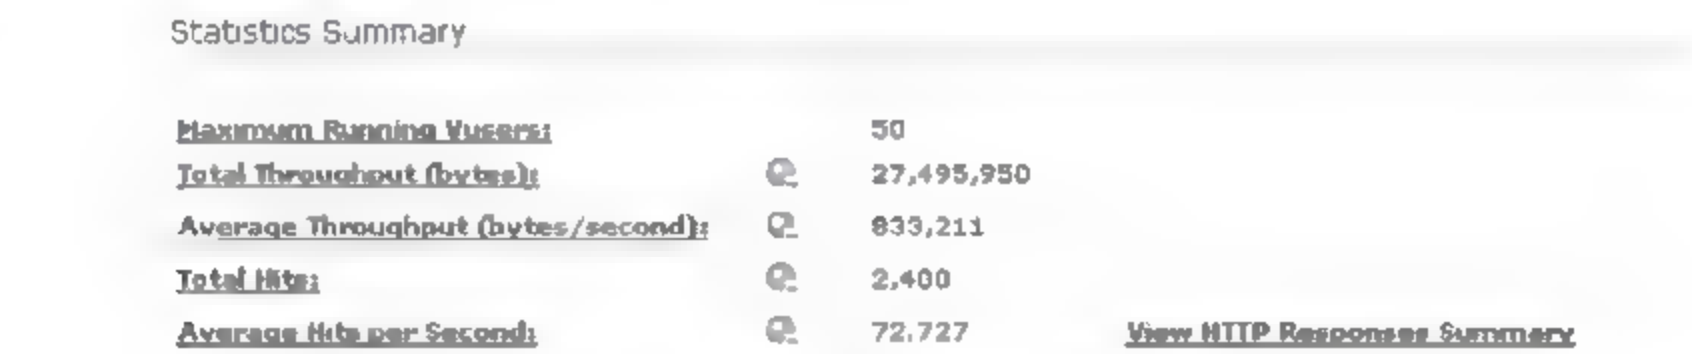 Statistics Summary
Maximum Running Vusers: 50
Total Throughput (bytes): 27,495,950
Average Throughput (bytes/second): 833,211
Total Hits: 2,400
Average Hits per Second: 72.727 View HTTP Responses Summary